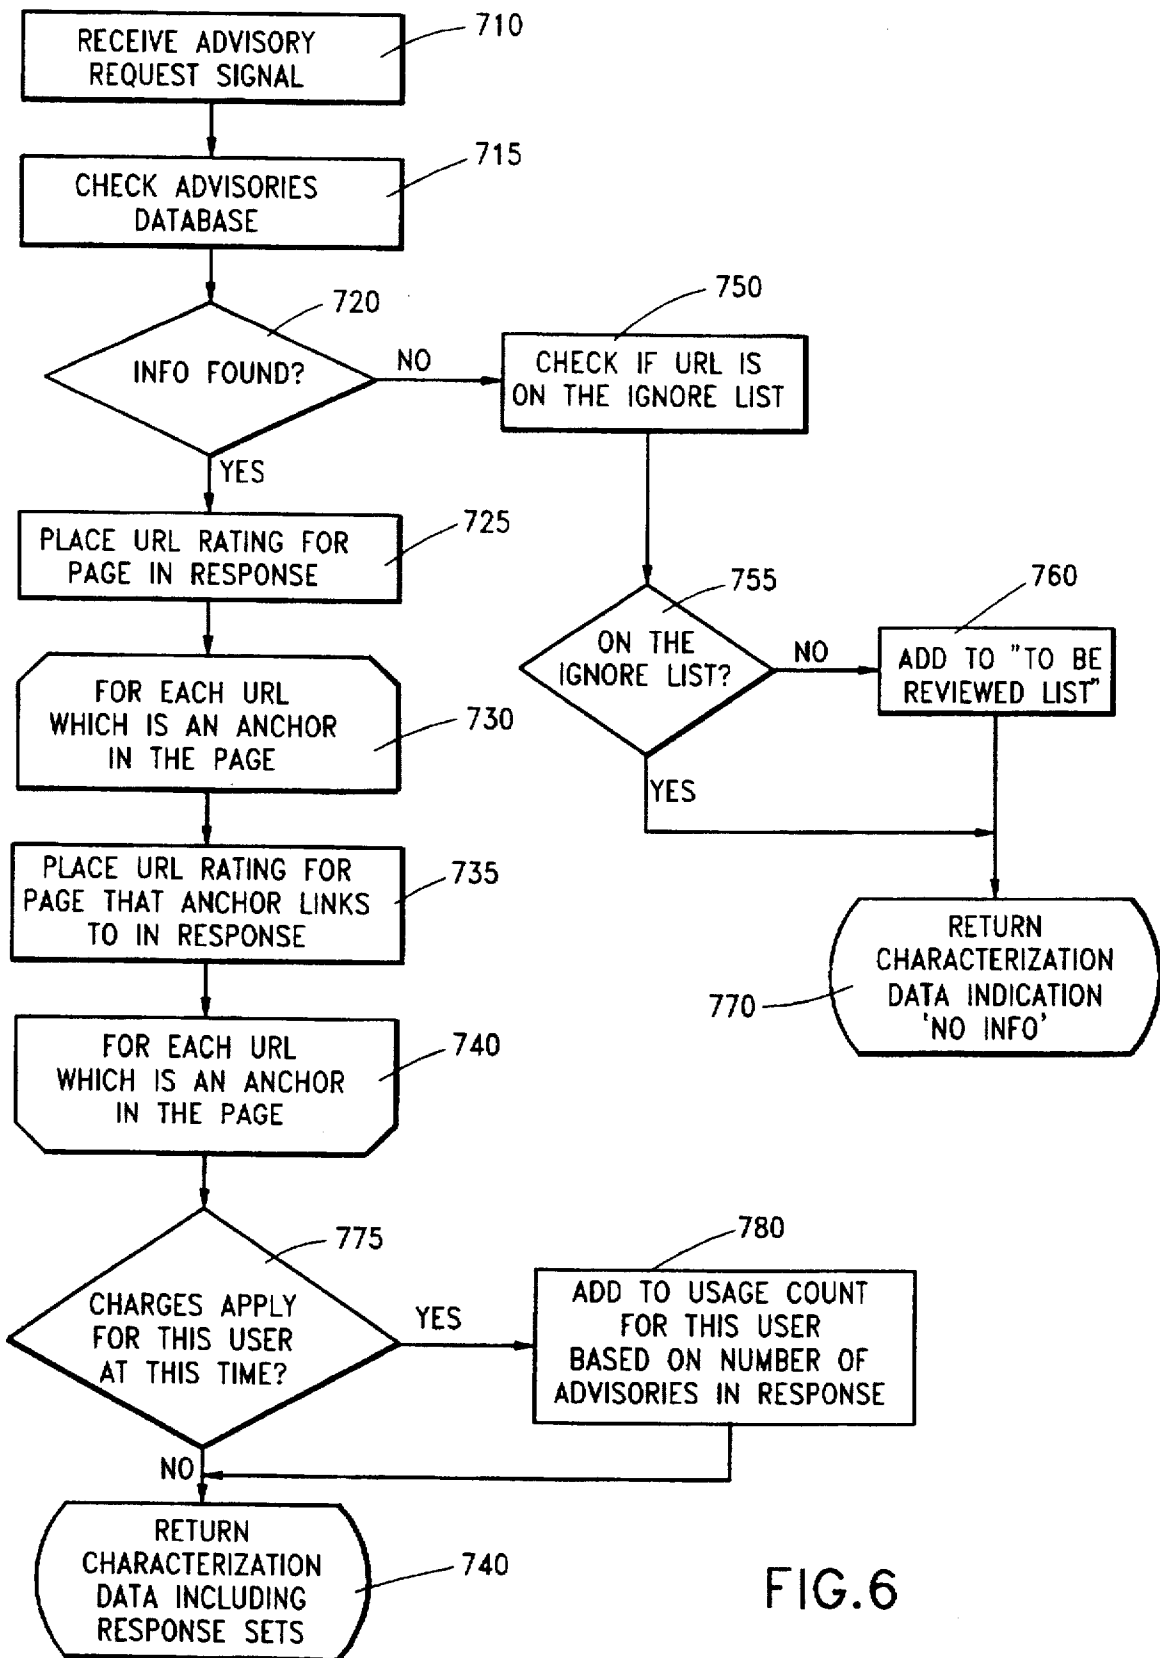 RECEIVE ADVISORY
REQUEST SIGNAL
710
CHECK ADVISORIES
DATABASE
715
INFO FOUND?
720
NO
YES
CHECK IF URL IS
ON THE IGNORE LIST
750
PLACE URL RATING FOR
PAGE IN RESPONSE
725
ON THE
IGNORE LIST?
755
NO
YES
ADD TO "TO BE
REVIEWED LIST"
760
FOR EACH URL
WHICH IS AN ANCHOR
IN THE PAGE
730
PLACE URL RATING FOR
PAGE THAT ANCHOR LINKS
TO IN RESPONSE
735
RETURN
CHARACTERIZATION
DATA INDICATION
'NO INFO'
770
FOR EACH URL
WHICH IS AN ANCHOR
IN THE PAGE
740
CHARGES APPLY
FOR THIS USER
AT THIS TIME?
775
YES
NO
ADD TO USAGE COUNT
FOR THIS USER
BASED ON NUMBER OF
ADVISORIES IN RESPONSE
780
RETURN
CHARACTERIZATION
DATA INCLUDING
RESPONSE SETS
740
FIG.6